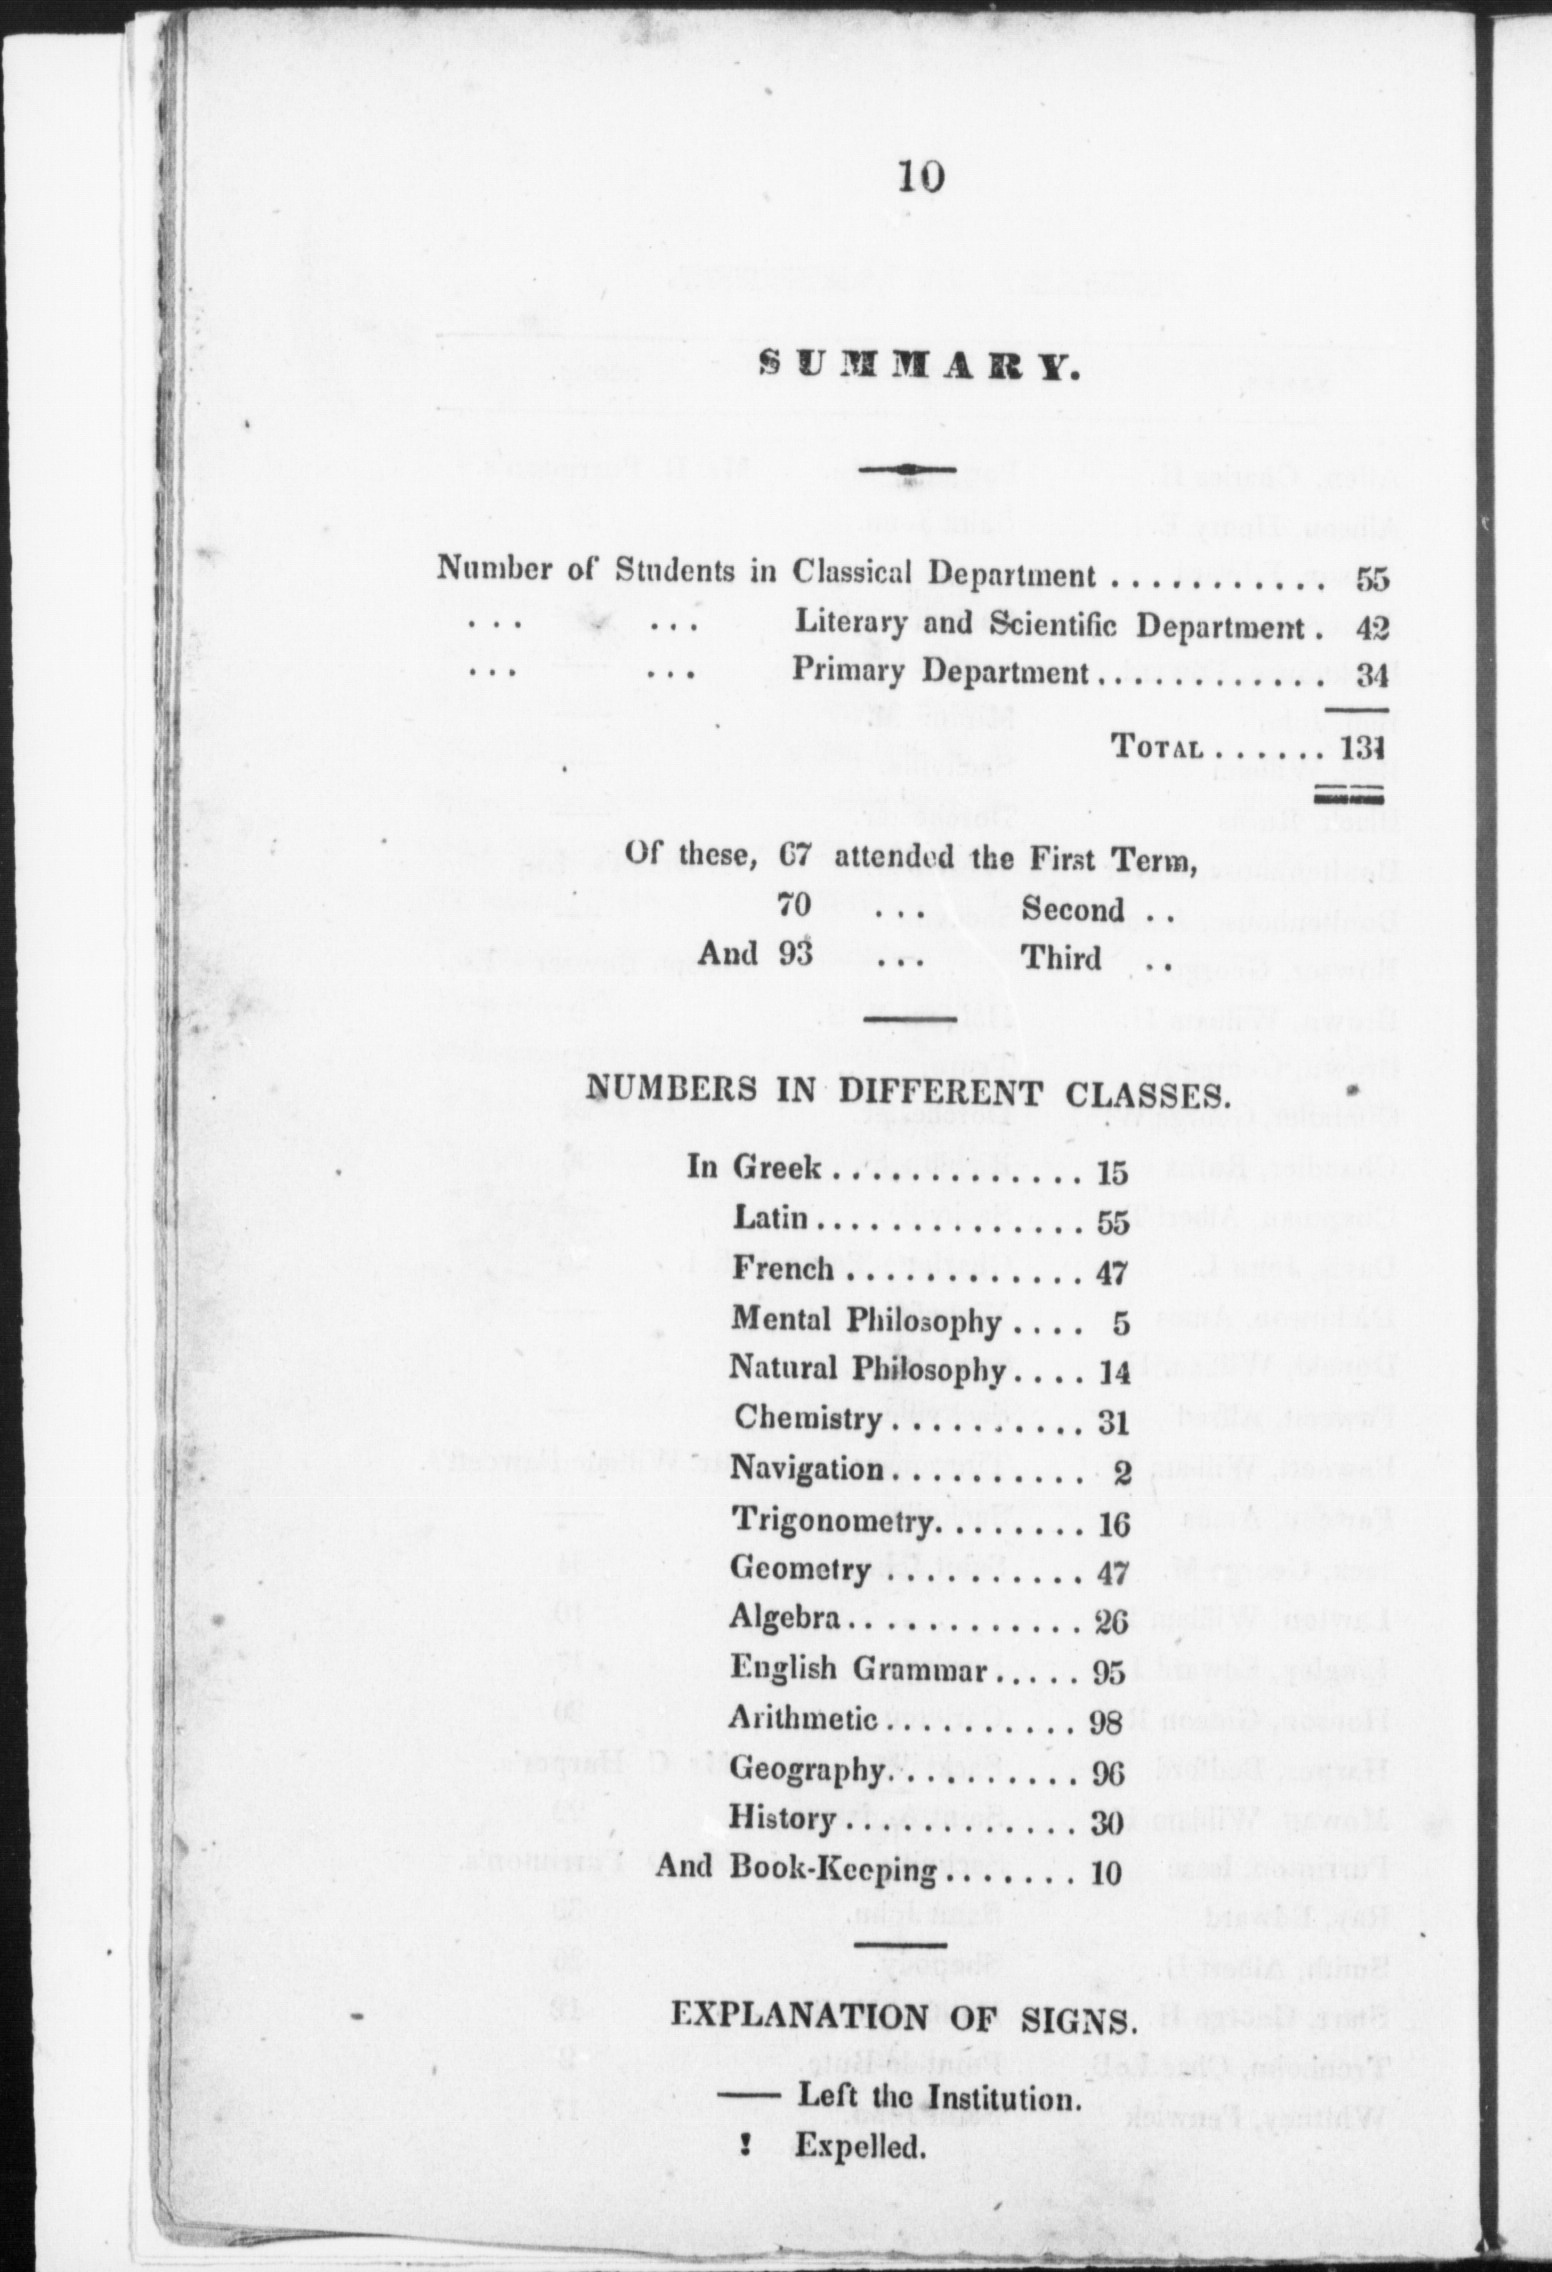 10
SUMMARY.
Number of Students in Classical Department ........... 55
... ... Literary and Scientific Department. 42
... ... Primary Department............ 34
TOTAL...... 131
Of these, 67 attended the First Term,
70 ... Second ..
And 93 ... Third ..
NUMBERS IN DIFFERENT CLASSES.
In Greek............. 15
Latin.............. 55
French ............ 47
Mental Philosophy .... 5
Natural Philosophy.... 14
Chemistry.......... 31
Navigation.......... 2
Trigonometry........ 16
Geometry .......... 47
Algebra............ 26
English Grammar..... 95
Arithmetic.......... 98
Geography.......... 96
History............ 30
And Book-Keeping....... 10
EXPLANATION OF SIGNS.
—— Left the Institution.
! Expelled.